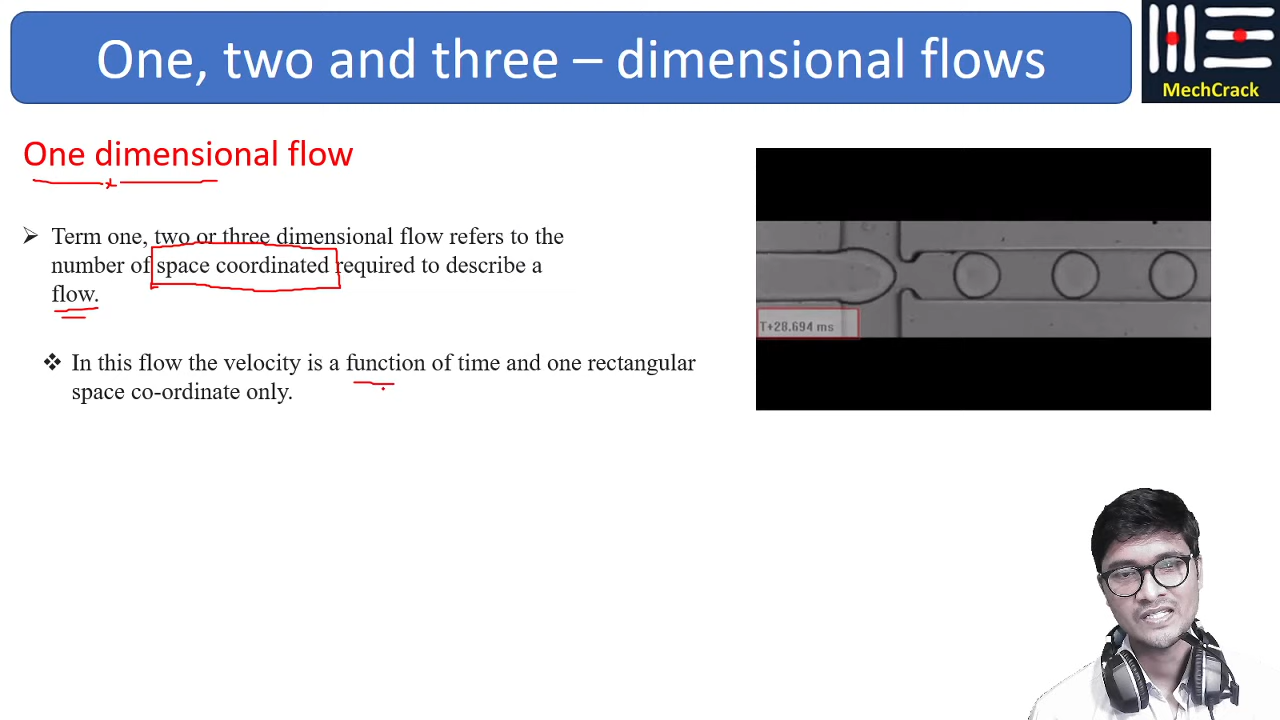 One, two and three – dimensional flows
MechCrack
One dimensional flow
Term one, two or three dimensional flow refers to the
number of space coordinated required to describe a
flow.
In this flow the velocity is a function of time and one rectangular
space co-ordinate only.
T+28.694 ms